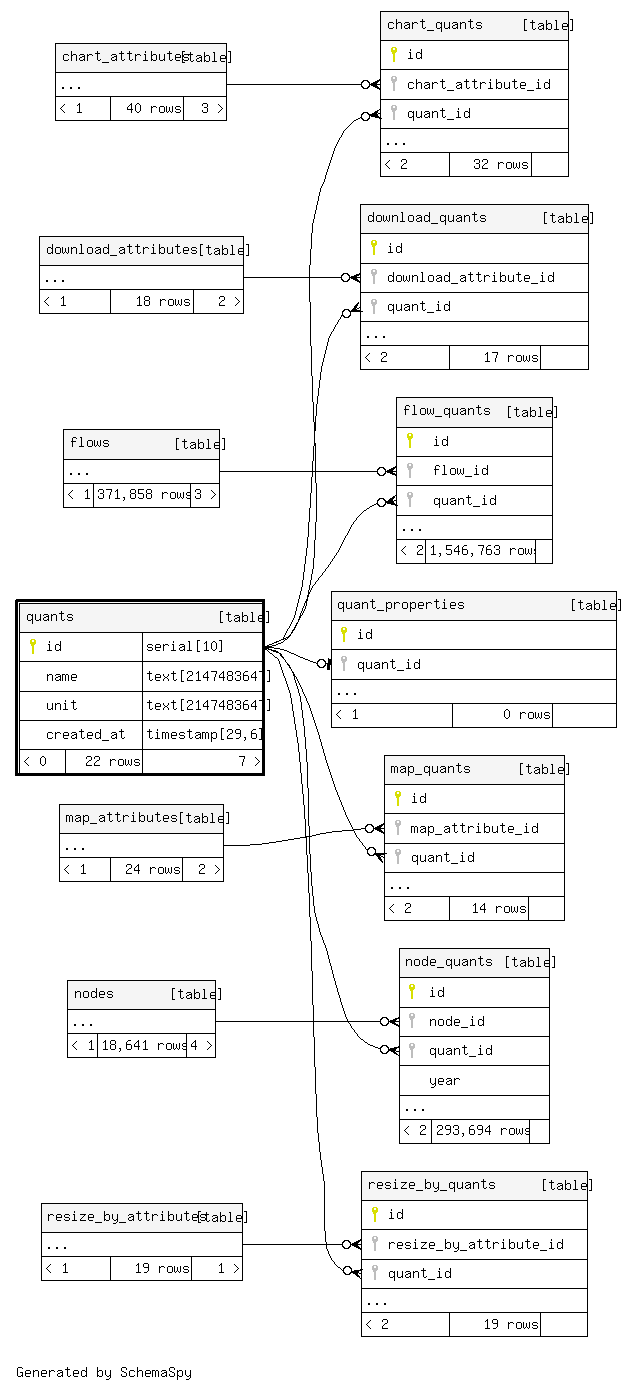 chart_quants [table]
id
chart_attribute_id
quant_id
...
< 2 32 rows
chart_attributes [table]
...
< 1 40 rows 3 >
download_quants [table]
id
download_attribute_id
quant_id
...
< 2 17 rows
download_attributes [table]
...
< 1 18 rows 2 >
flow_quants [table]
id
flow_id
quant_id
...
< 2 1,546,763 rows
flows [table]
...
< 1 371,858 rows 3 >
quants [table]
id serial[10]
name text[2147483647]
unit text[2147483647]
created_at timestamp[29,6]
< 0 22 rows 7 >
quant_properties [table]
id
quant_id
...
< 1 0 rows
map_quants [table]
id
map_attribute_id
quant_id
...
< 2 14 rows
map_attributes [table]
...
< 1 24 rows 2 >
node_quants [table]
id
node_id
quant_id
year
...
< 2 293,694 rows
nodes [table]
...
< 1 18,641 rows 4 >
resize_by_quants [table]
id
resize_by_attribute_id
quant_id
...
< 2 19 rows
resize_by_attributes [table]
...
< 1 19 rows 1 >
Generated by SchemaSpy